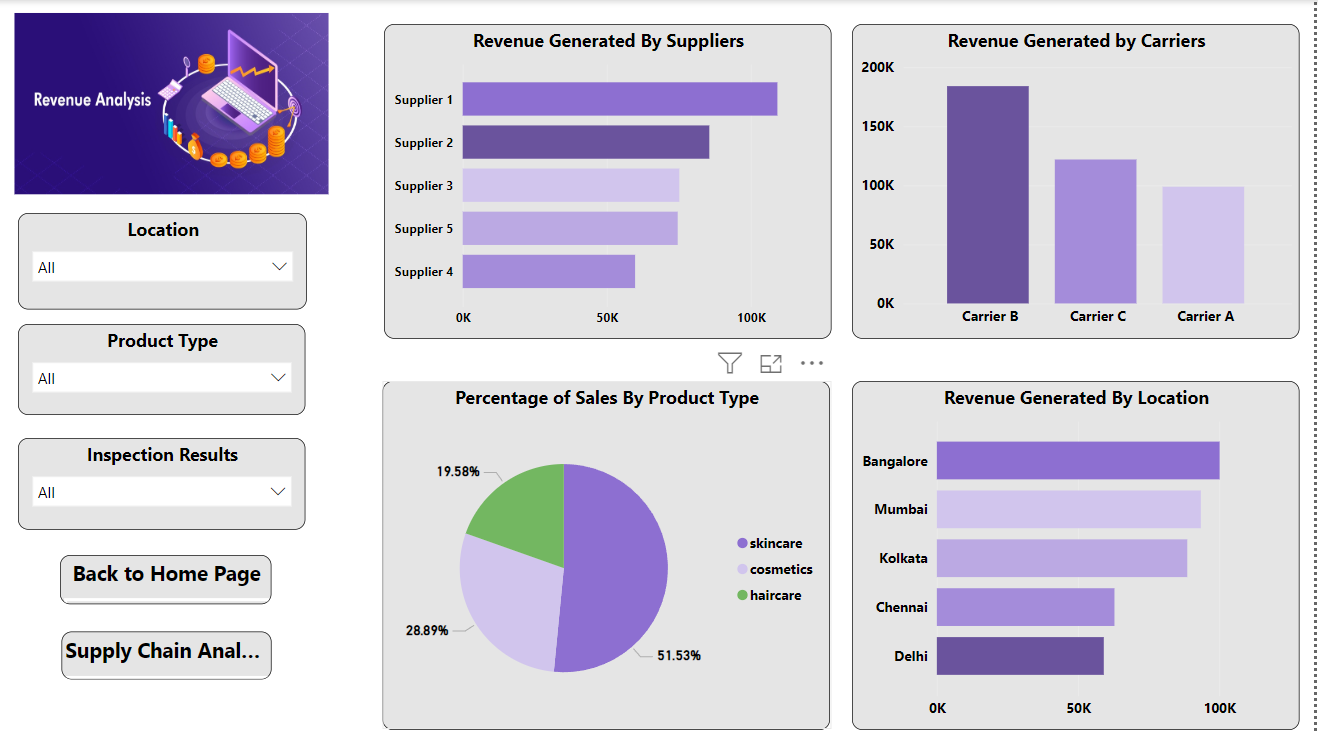 Revenue Analysis
Location
All
Product Type
All
Inspection Results
All
Back to Home Page
Supply Chain Anal...
Revenue Generated By Suppliers
Supplier 1
Supplier 2
Supplier 3
Supplier 5
Supplier 4
0K 50K 100K
Revenue Generated by Carriers
200K
150K
100K
50K
0K
Carrier B Carrier C Carrier A
Percentage of Sales By Product Type
19.58%
28.89%
51.53%
skincare
cosmetics
haircare
Revenue Generated By Location
Bangalore
Mumbai
Kolkata
Chennai
Delhi
0K 50K 100K